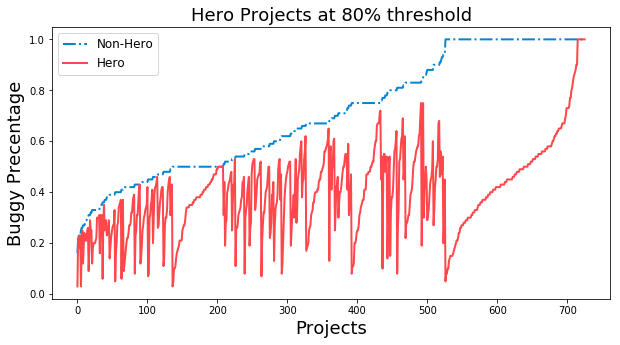 Hero Projects at 80% threshold
Non-Hero
Hero
Buggy Precentage
1.0
0.8
0.6
0.4
0.2
0.0
0 100 200 300 400 500 600 700
Projects